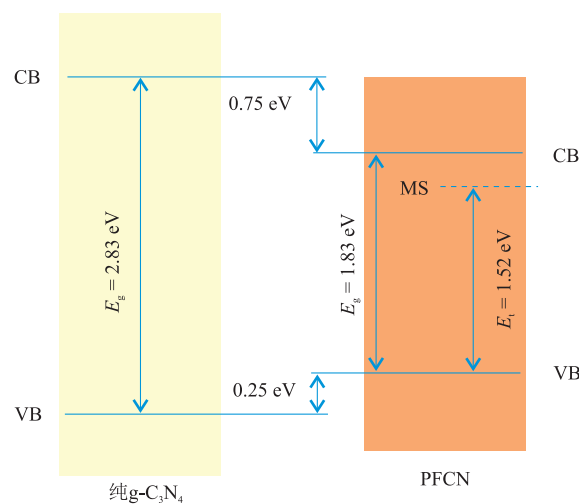 CB
0.75 eV
CB
MS
E_g = 2.83 eV
E_g = 1.83 eV
E_t = 1.52 eV
VB
0.25 eV
VB
纯g-C₃N₄
PFCN